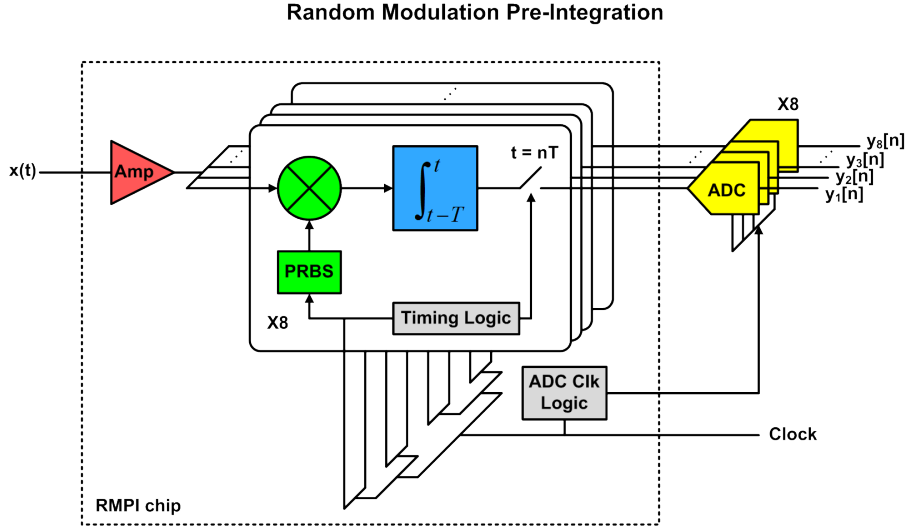 Random Modulation Pre-Integration
X8
x(t)
Amp
t = nT
∫ t t-T
ADC
y8[n]
y3[n]
y2[n]
y1[n]
PRBS
X8
Timing Logic
ADC Clk
Logic
Clock
RMPI chip